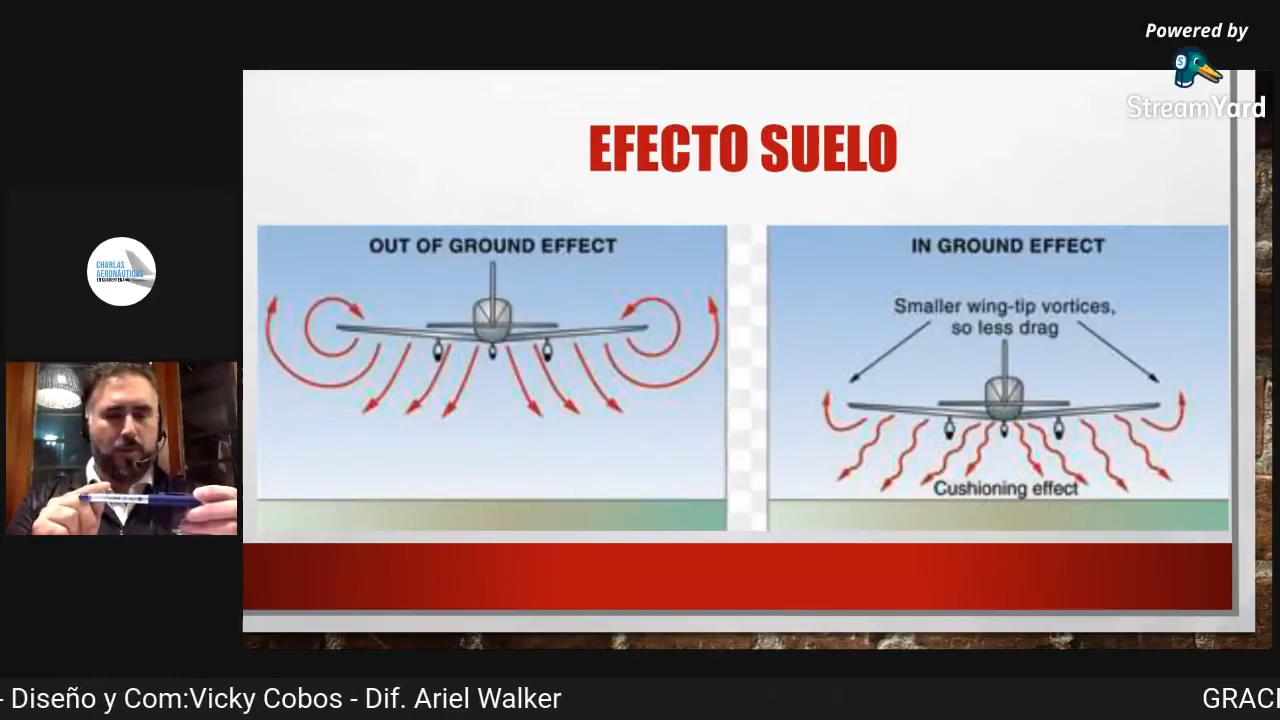 Powered by
StreamYard
EFECTO SUELO
OUT OF GROUND EFFECT
IN GROUND EFFECT
Smaller wing-tip vortices,
so less drag
Cushioning effect
CHARLAS
AERONÁUTICAS
- Diseño y Com:Vicky Cobos - Dif. Ariel Walker